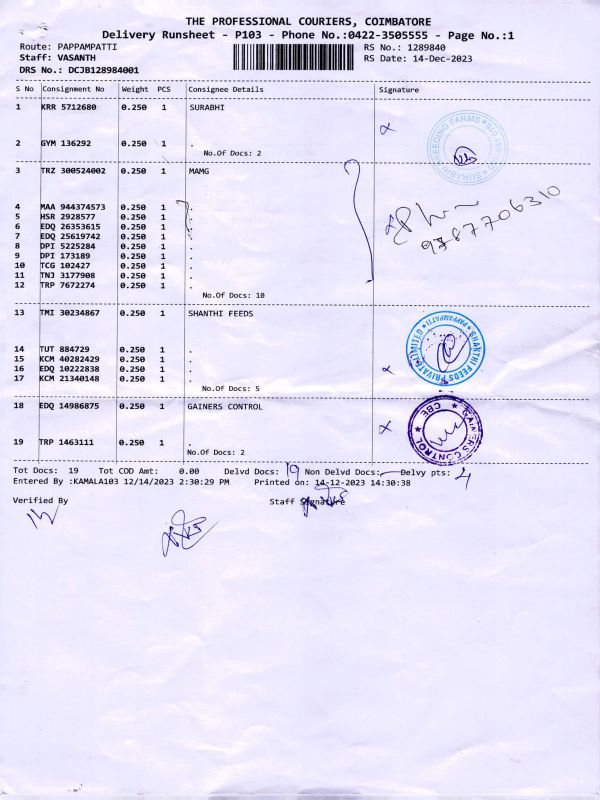 THE PROFESSIONAL COURIERS, COIMBATORE
Delivery Runsheet - P103 - Phone No.:0422-3505555 - Page No.:1
Route: PAPPAMPATTI RS No.: 1289840
Staff: VASANTH RS Date: 14-Dec-2023
DRS No.: DCJB128984001
S No Consignment No Weight PCS Consignee Details Signature
1 KRR 5712680 0.250 1 SURABHI
2 GYM 136292 0.250 1 .
No.Of Docs: 2
SURABHI BREEDING FARMS
3 TRZ 300524002 0.250 1 MAMG
4 MAA 944374573 0.250 1 .
5 HSR 2928577 0.250 1 .
6 EDQ 26353615 0.250 1 .
7 EDQ 25619742 0.250 1 .
8 DPI 5225284 0.250 1 .
9 DPI 173189 0.250 1 .
10 TCG 102427 0.250 1 .
11 TNJ 3177908 0.250 1 .
12 TRP 7672274 0.250 1 .
No.Of Docs: 10
9787706310
13 TMI 30234867 0.250 1 SHANTHI FEEDS
14 TUT 884729 0.250 1 .
15 KCM 40282429 0.250 1 .
16 EDQ 10222838 0.250 1 .
17 KCM 21340148 0.250 1 .
No.Of Docs: 5
SHANTHI FEEDS PRIVATE LIMITED
PAPPAMPATTI
18 EDQ 14986875 0.250 1 GAINERS CONTROL
19 TRP 1463111 0.250 1 .
No.Of Docs: 2
GAINERS CONTROL
CBE
Tot Docs: 19 Tot COD Amt: 0.00 Delvd Docs: 19 Non Delvd Docs: Delvy pts: 4
Entered By :KAMALA103 12/14/2023 2:30:29 PM Printed on: 14-12-2023 14:30:38
Verified By Staff Signature